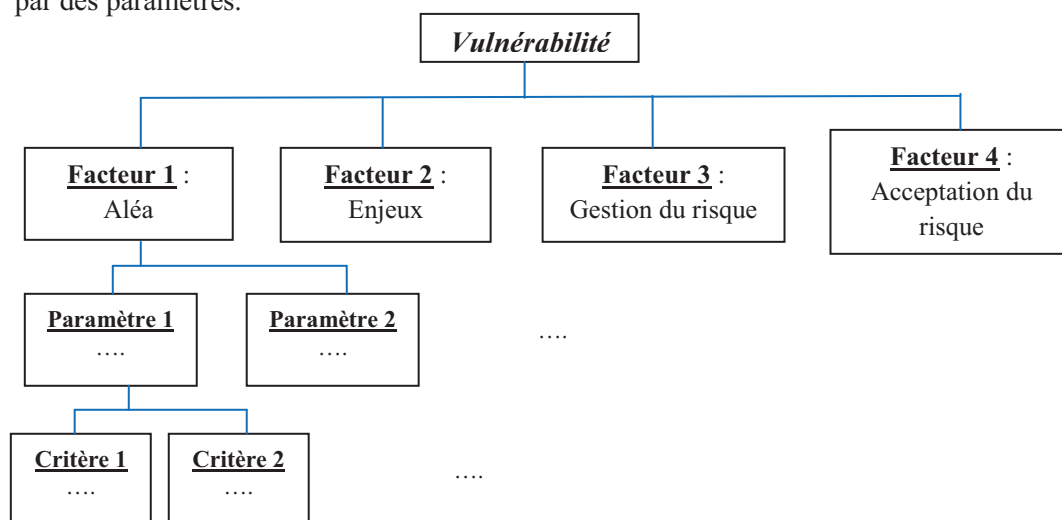 par des paramètres.
Vulnérabilité
Facteur 1 :
Aléa
Facteur 2 :
Enjeux
Facteur 3 :
Gestion du risque
Facteur 4 :
Acceptation du
risque
Paramètre 1
….
Paramètre 2
….
….
Critère 1
….
Critère 2
….
….